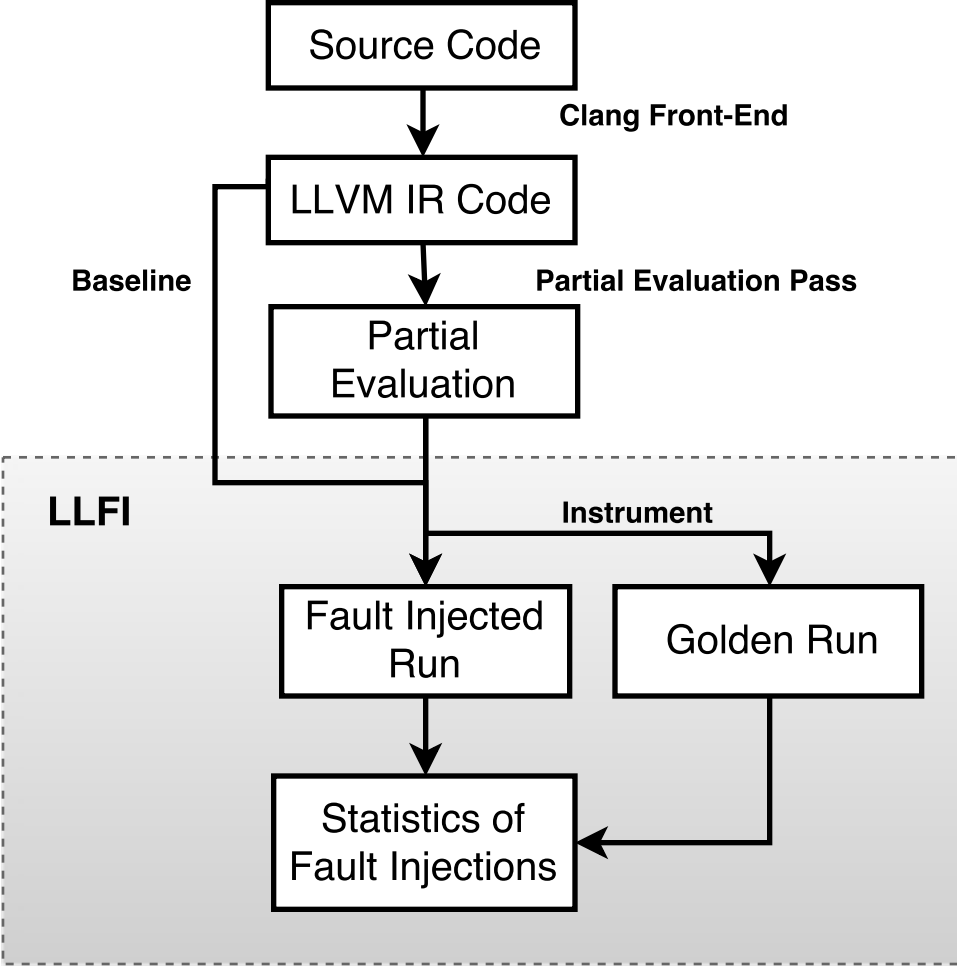 Source Code
Clang Front-End
LLVM IR Code
Baseline
Partial Evaluation Pass
Partial
Evaluation
LLFI
Instrument
Fault Injected
Run
Golden Run
Statistics of
Fault Injections